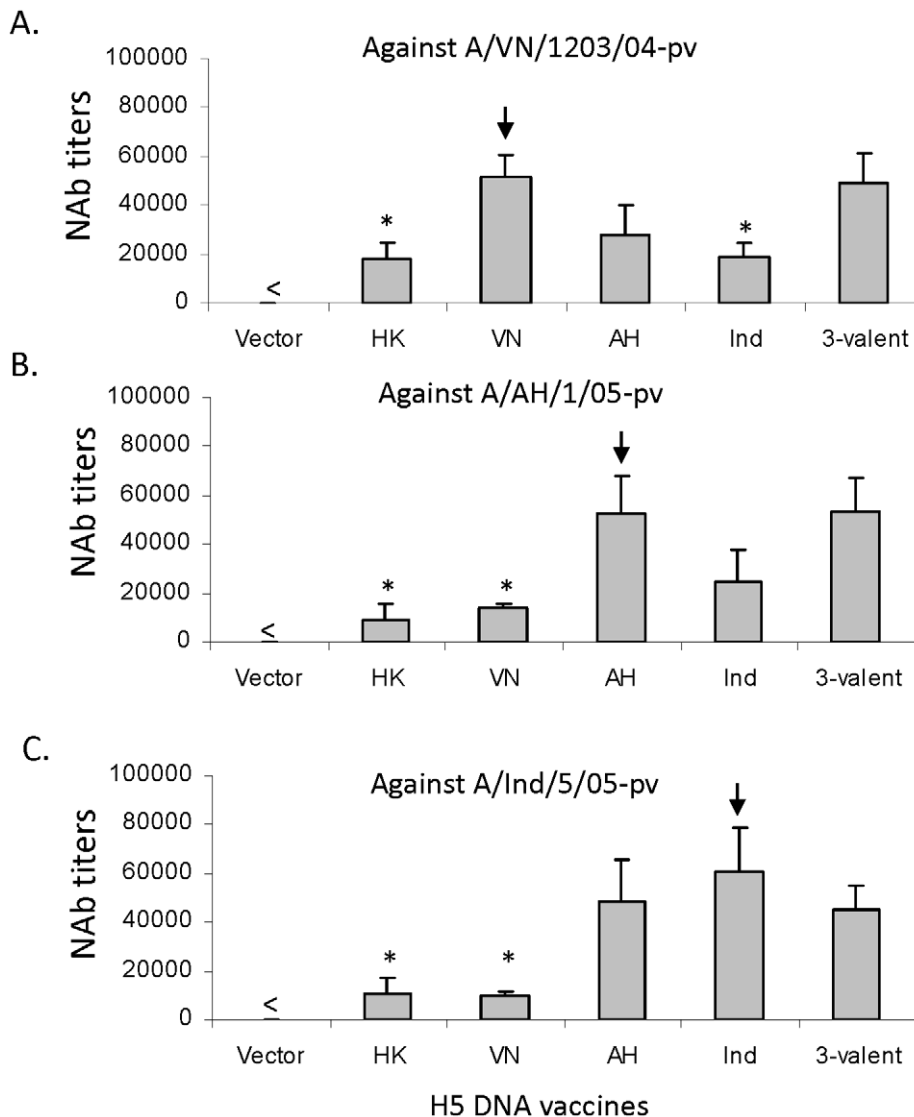 A.
Against A/VN/1203/04-pv
NAb titers
100000
80000
60000
40000
20000
0
<
*
*
Vector HK VN AH Ind 3-valent
B.
Against A/AH/1/05-pv
NAb titers
100000
80000
60000
40000
20000
0
<
*
*
Vector HK VN AH Ind 3-valent
C.
Against A/Ind/5/05-pv
NAb titers
100000
80000
60000
40000
20000
0
<
*
*
Vector HK VN AH Ind 3-valent
H5 DNA vaccines